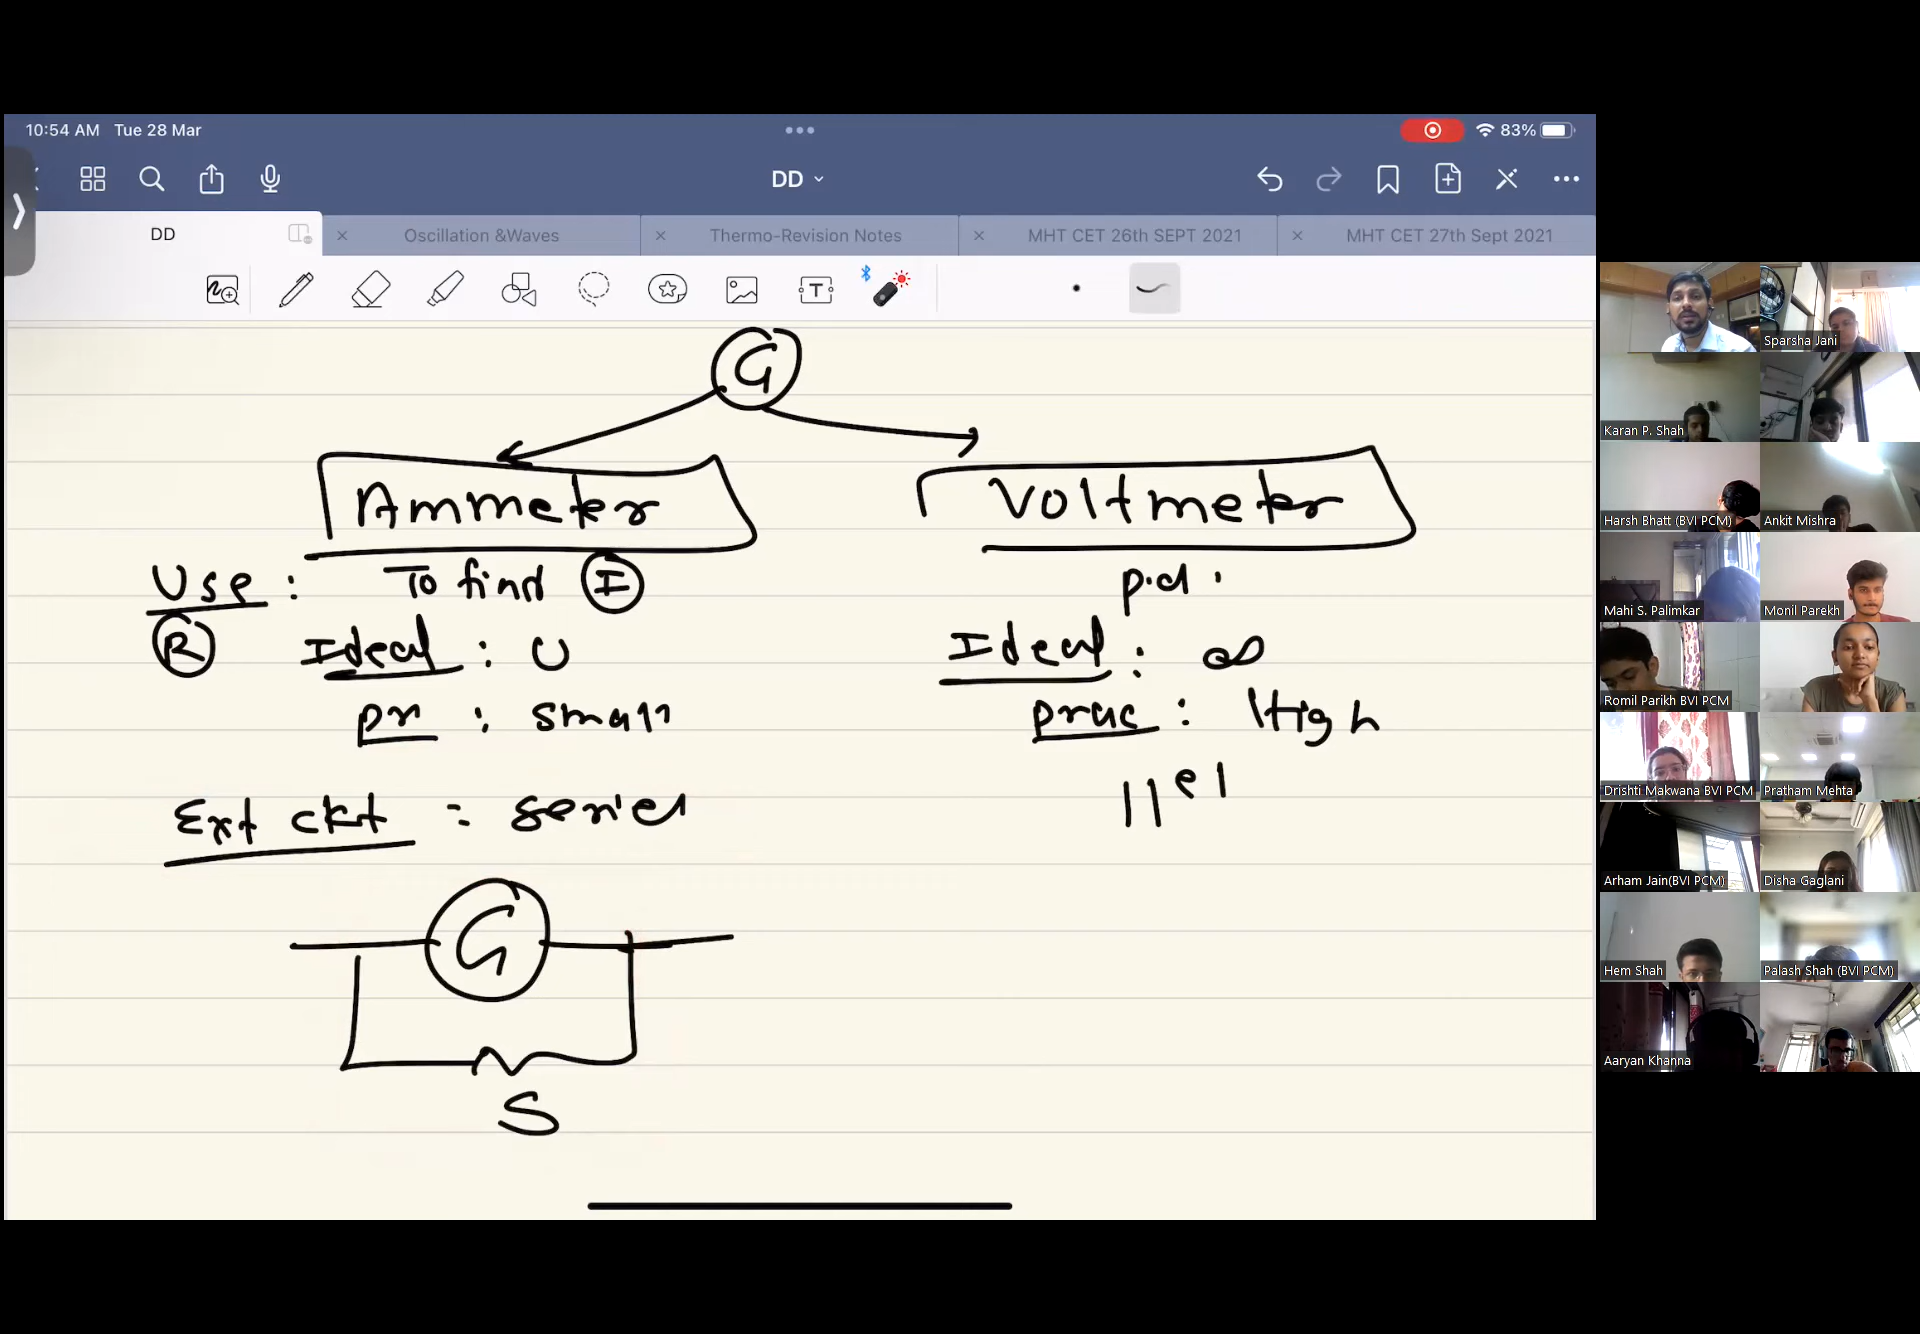 10:54 AM Tue 28 Mar
83%
DD
DD
Oscillation &Waves
Thermo-Revision Notes
MHT CET 26th SEPT 2021
MHT CET 27th Sept 2021
T
G
Ammeter Voltmeter
Use : To find I p.d.
R Ideal : 0 Ideal : ∞
pr : small prac : High
Ext ckt = series ||el
G
S
Sparsha Jani
Karan P. Shah
Harsh Bhatt (BVI PCM)
Ankit Mishra
Mahi S. Palimkar
Monil Parekh
Romil Parikh BVI PCM
Drishti Makwana BVI PCM
Pratham Mehta
Arham Jain(BVI PCM)
Disha Gaglani
Hem Shah
Palash Shah (BVI PCM)
Aaryan Khanna